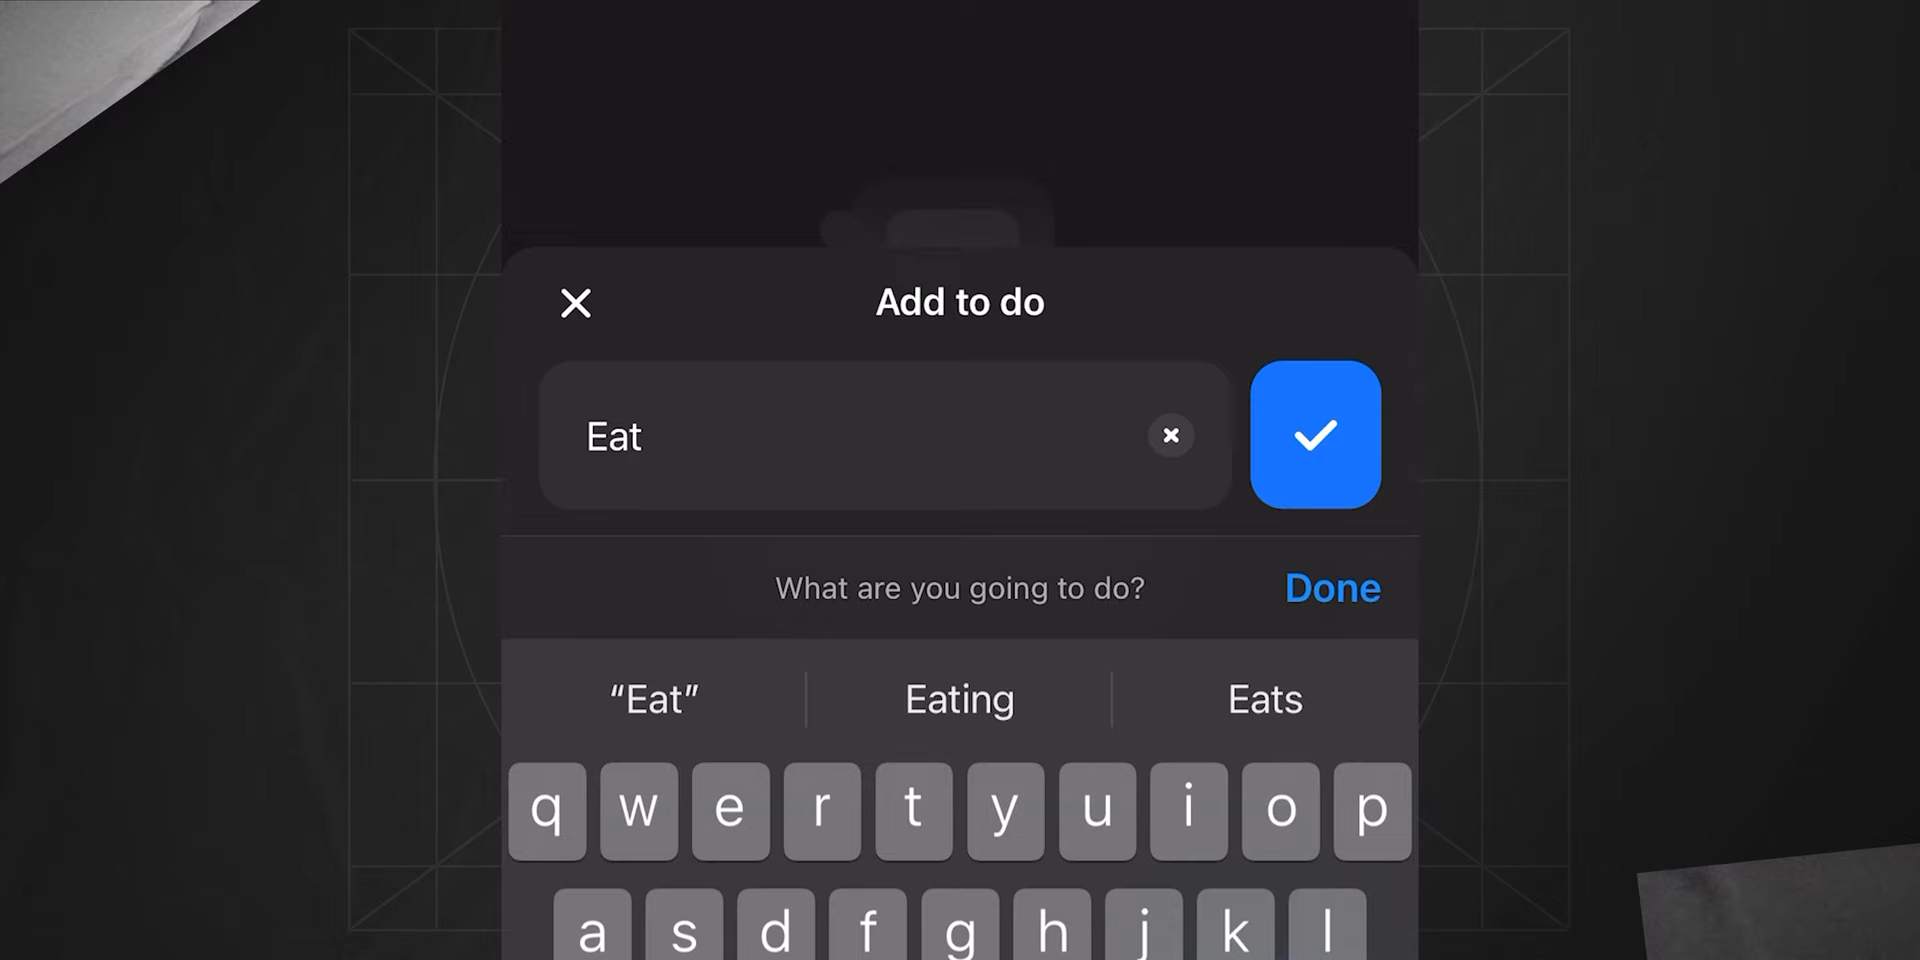 Add to do
Eat
What are you going to do?
Done
“Eat”
Eating
Eats
q w e r t y u i o p
a s d f g h j k l